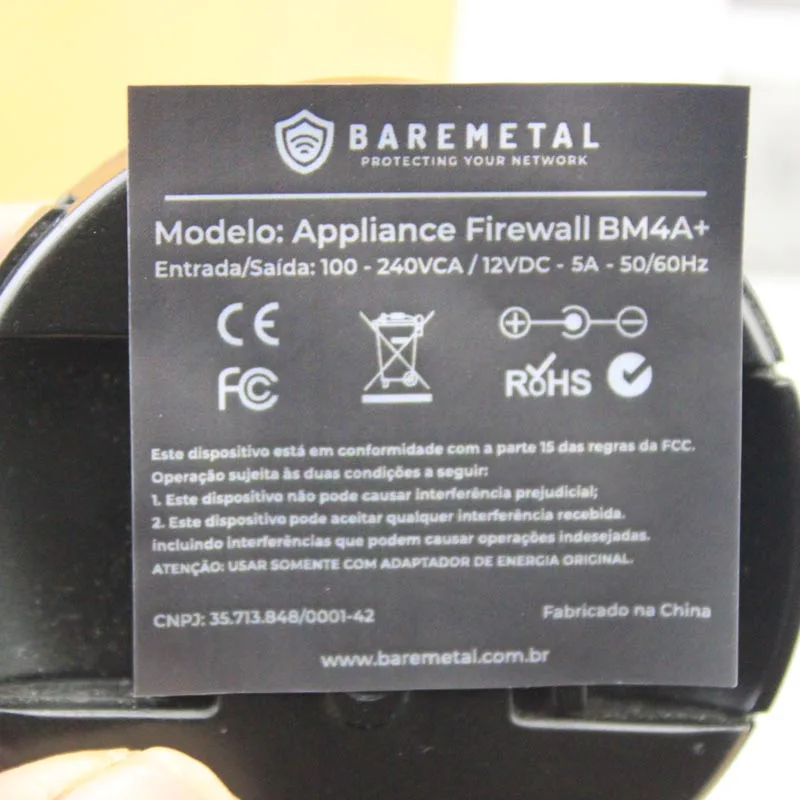 BAREMETAL
PROTECTING YOUR NETWORK
Modelo: Appliance Firewall BM4A+
Entrada/Saída: 100 - 240VCA / 12VDC - 5A - 50/60Hz
CE
FC RoHS
Este dispositivo está em conformidade com a parte 15 das regras da FCC.
Operação sujeita às duas condições a seguir:
1. Este dispositivo não pode causar interferência prejudicial;
2. Este dispositivo pode aceitar qualquer interferência recebida.
incluindo interferências que podem causar operações indesejadas.
ATENÇÃO: USAR SOMENTE COM ADAPTADOR DE ENERGIA ORIGINAL.
CNPJ: 35.713.848/0001-42 Fabricado na China
www.baremetal.com.br